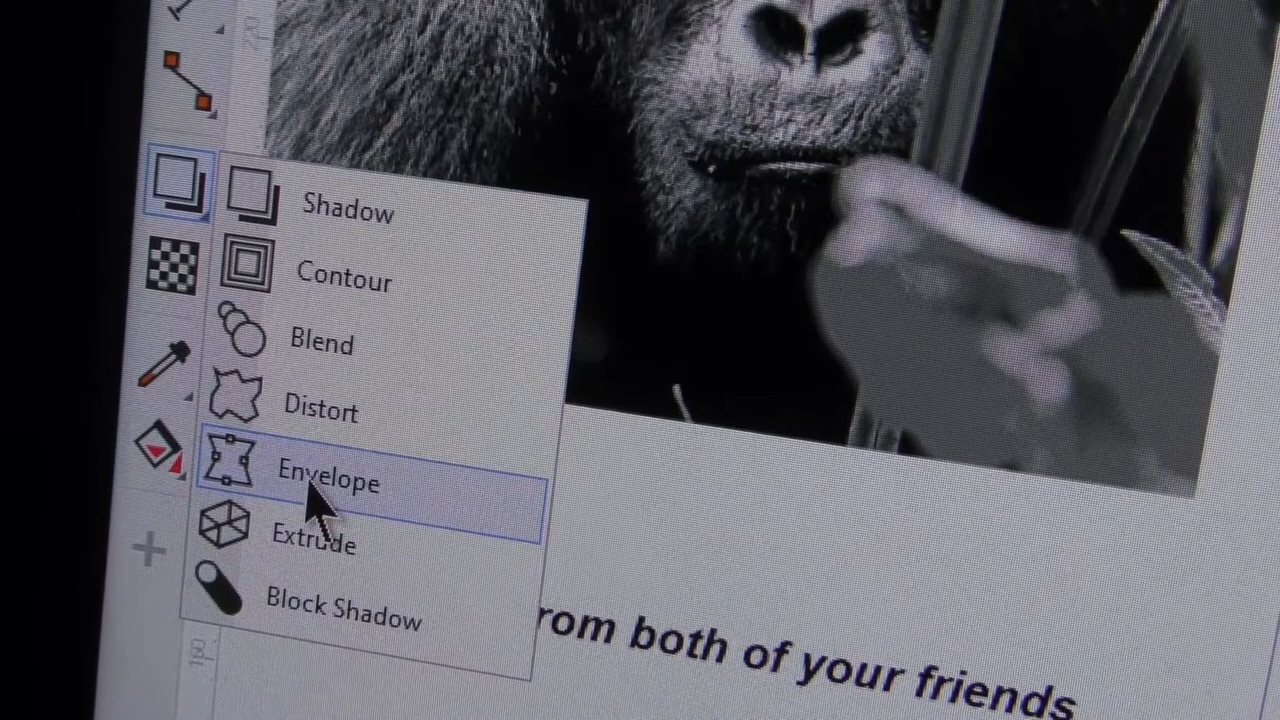 Shadow
Contour
Blend
Distort
Envelope
Extrude
Block Shadow
rom both of your friends